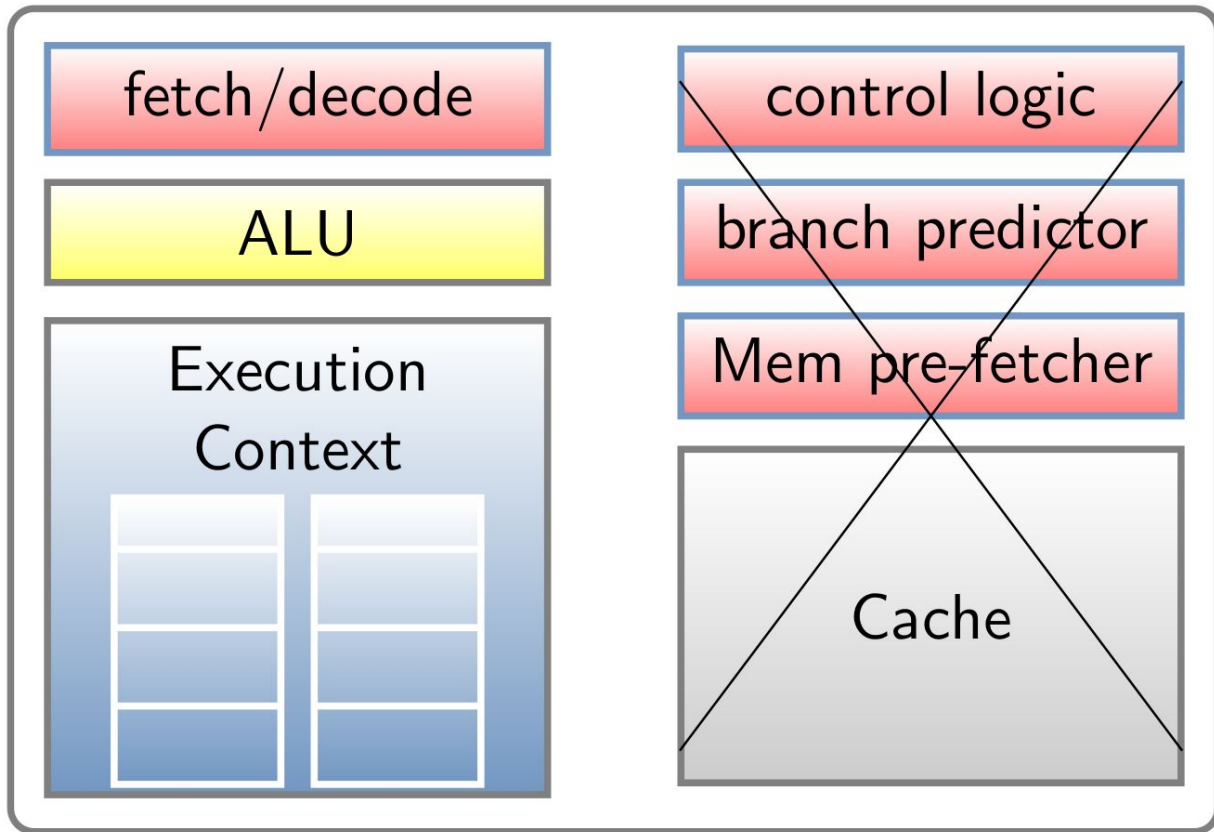 fetch/decode
ALU
Execution
Context
control logic
branch predictor
Mem pre-fetcher
Cache